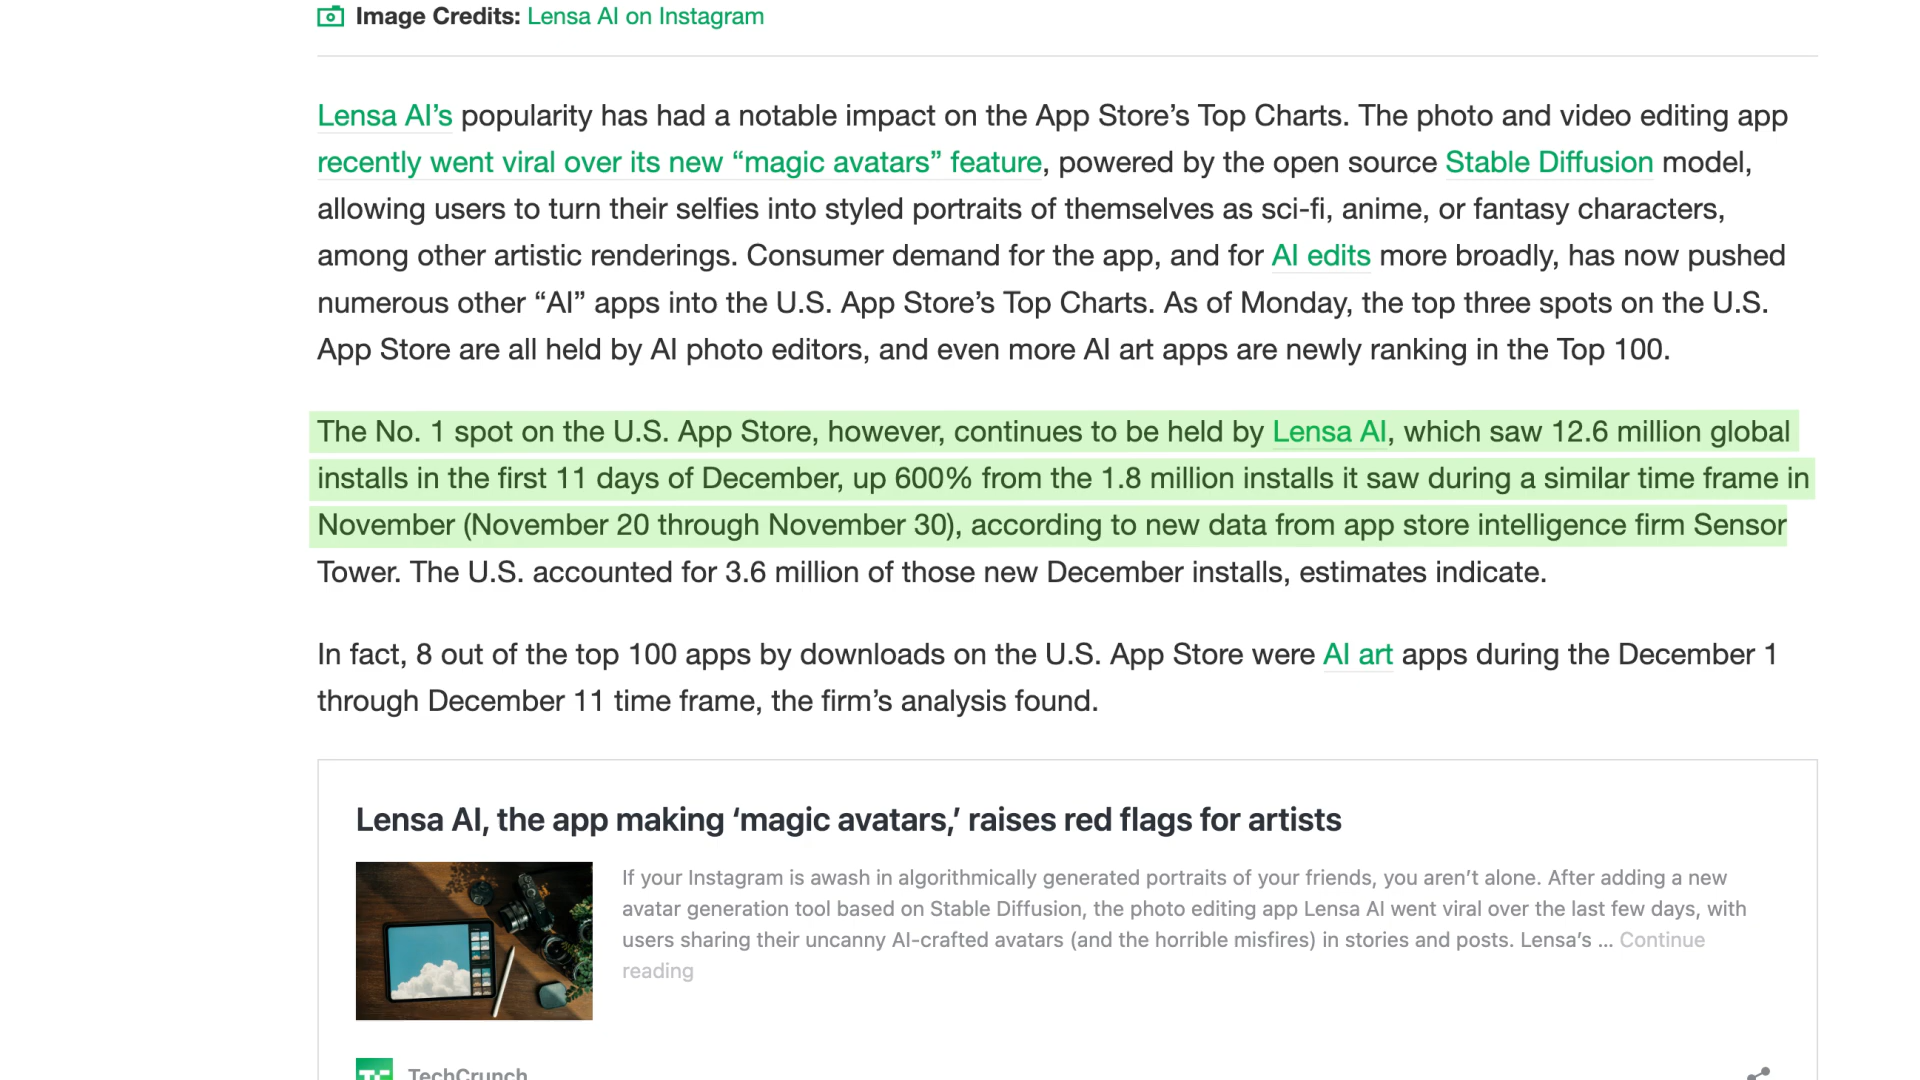 Image Credits: Lensa AI on Instagram
Lensa AI’s popularity has had a notable impact on the App Store’s Top Charts. The photo and video editing app
recently went viral over its new “magic avatars” feature, powered by the open source Stable Diffusion model,
allowing users to turn their selfies into styled portraits of themselves as sci-fi, anime, or fantasy characters,
among other artistic renderings. Consumer demand for the app, and for AI edits more broadly, has now pushed
numerous other “AI” apps into the U.S. App Store’s Top Charts. As of Monday, the top three spots on the U.S.
App Store are all held by AI photo editors, and even more AI art apps are newly ranking in the Top 100.
The No. 1 spot on the U.S. App Store, however, continues to be held by Lensa AI, which saw 12.6 million global
installs in the first 11 days of December, up 600% from the 1.8 million installs it saw during a similar time frame in
November (November 20 through November 30), according to new data from app store intelligence firm Sensor
Tower. The U.S. accounted for 3.6 million of those new December installs, estimates indicate.
In fact, 8 out of the top 100 apps by downloads on the U.S. App Store were AI art apps during the December 1
through December 11 time frame, the firm’s analysis found.
Lensa AI, the app making ‘magic avatars,’ raises red flags for artists
If your Instagram is awash in algorithmically generated portraits of your friends, you aren’t alone. After adding a new
avatar generation tool based on Stable Diffusion, the photo editing app Lensa AI went viral over the last few days, with
users sharing their uncanny AI-crafted avatars (and the horrible misfires) in stories and posts. Lensa’s ... Continue
reading
TechCrunch